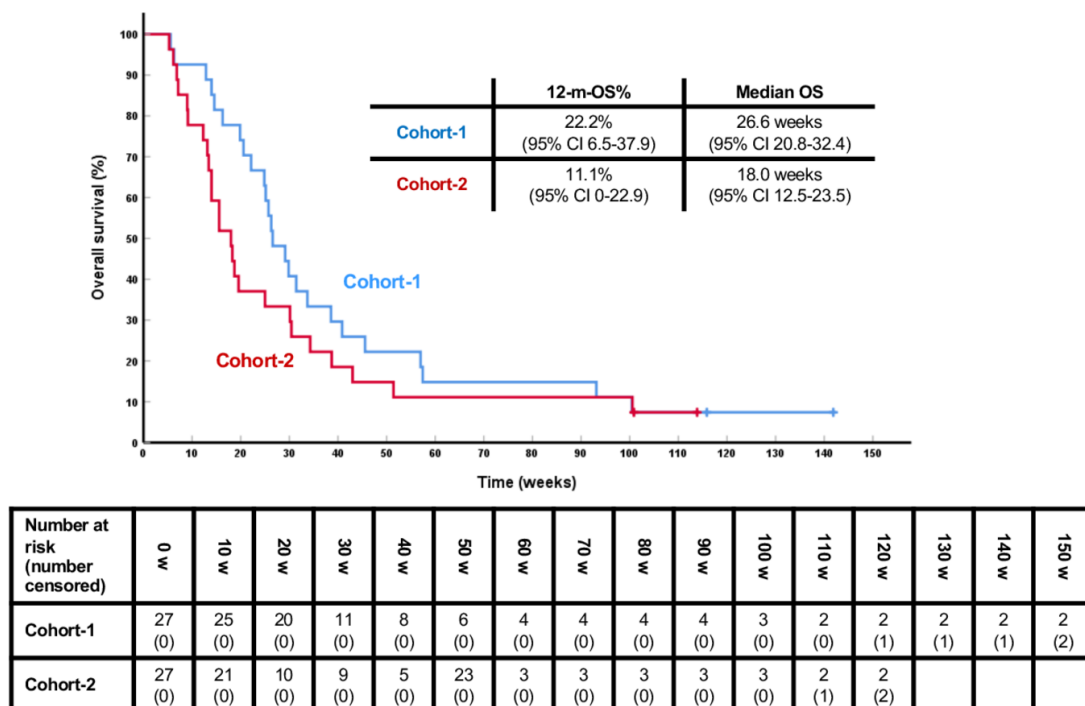 100
90
80
70
60
50
40
30
20
10
0
Overall survival (%)
12-m-OS% Median OS
Cohort-1 22.2% 26.6 weeks
(95% CI 6.5-37.9) (95% CI 20.8-32.4)
Cohort-2 11.1% 18.0 weeks
(95% CI 0-22.9) (95% CI 12.5-23.5)
Cohort-1
Cohort-2
0 10 20 30 40 50 60 70 80 90 100 110 120 130 140 150
Time (weeks)
Number at
risk
(number
censored)
0 w 10 w 20 w 30 w 40 w 50 w 60 w 70 w 80 w 90 w 100 w 110 w 120 w 130 w 140 w 150 w
Cohort-1 27 25 20 11 8 6 4 4 4 4 3 2 2 2 2 2
(0) (0) (0) (0) (0) (0) (0) (0) (0) (0) (0) (0) (1) (1) (1) (2)
Cohort-2 27 21 10 9 5 23 3 3 3 3 3 2 2
(0) (0) (0) (0) (0) (0) (0) (0) (0) (0) (0) (1) (2)